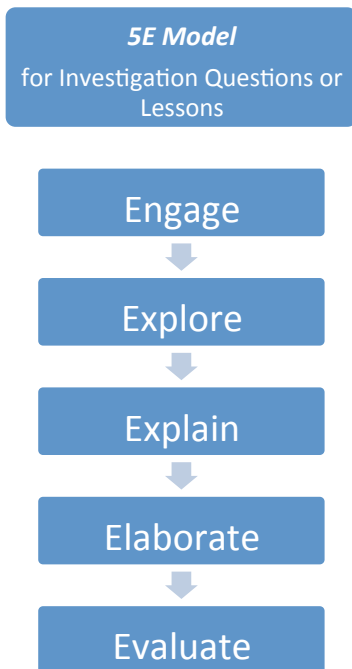 5E Model
for Investigation Questions or
Lessons
Engage
Explore
Explain
Elaborate
Evaluate